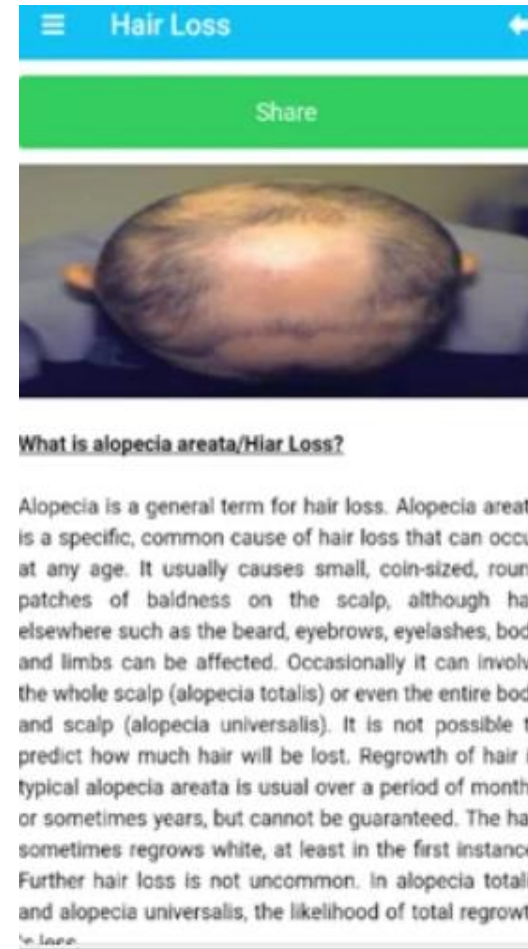 Hair Loss
Share
What is alopecia areata/Hiar Loss?
Alopecia is a general term for hair loss. Alopecia areat
is a specific, common cause of hair loss that can occu
at any age. It usually causes small, coin-sized, roun
patches of baldness on the scalp, although ha
elsewhere such as the beard, eyebrows, eyelashes, bod
and limbs can be affected. Occasionally it can involv
the whole scalp (alopecia totalis) or even the entire bod
and scalp (alopecia universalis). It is not possible t
predict how much hair will be lost. Regrowth of hair i
typical alopecia areata is usual over a period of month
or sometimes years, but cannot be guaranteed. The ha
sometimes regrows white, at least in the first instance
Further hair loss is not uncommon. In alopecia totali
and alopecia universalis, the likelihood of total regrowt
is less